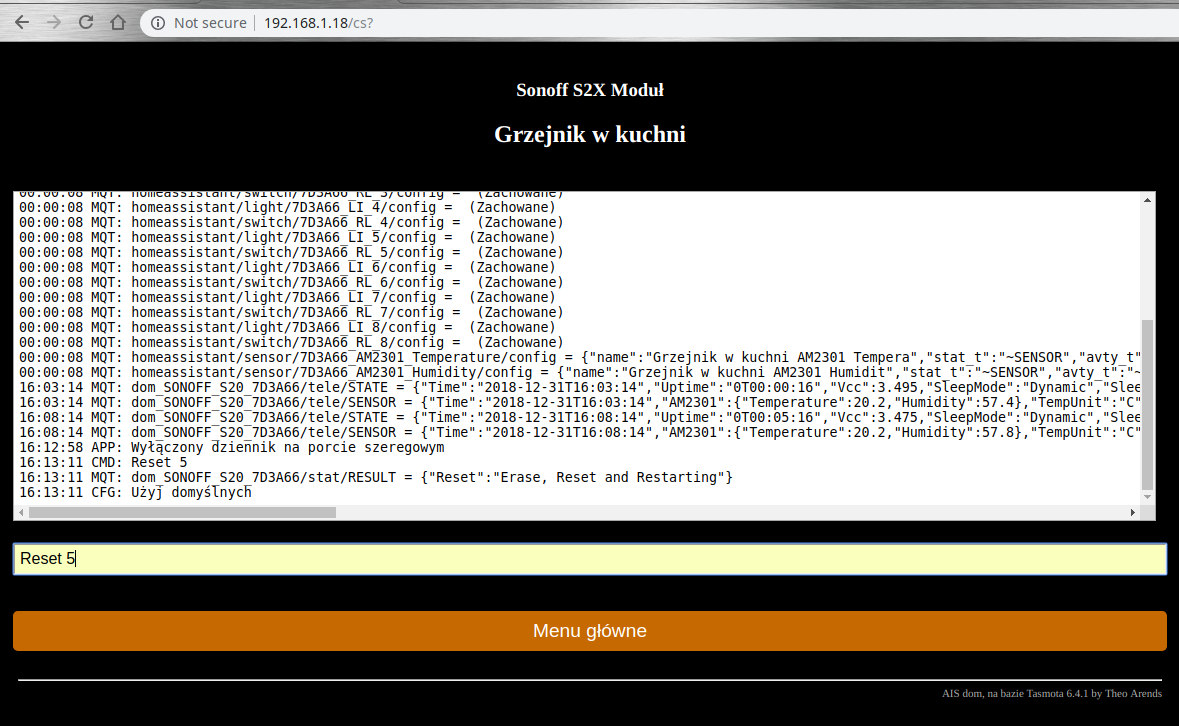 Not secure 192.168.1.18/cs?
Sonoff S2X Moduł
Grzejnik w kuchni
00:00:08 MQT: homeassistant/switch/7D3A66_RL_3/config =  (Zachowane)
00:00:08 MQT: homeassistant/light/7D3A66_LI_4/config =  (Zachowane)
00:00:08 MQT: homeassistant/switch/7D3A66_RL_4/config =  (Zachowane)
00:00:08 MQT: homeassistant/light/7D3A66_LI_5/config =  (Zachowane)
00:00:08 MQT: homeassistant/switch/7D3A66_RL_5/config =  (Zachowane)
00:00:08 MQT: homeassistant/light/7D3A66_LI_6/config =  (Zachowane)
00:00:08 MQT: homeassistant/switch/7D3A66_RL_6/config =  (Zachowane)
00:00:08 MQT: homeassistant/light/7D3A66_LI_7/config =  (Zachowane)
00:00:08 MQT: homeassistant/switch/7D3A66_RL_7/config =  (Zachowane)
00:00:08 MQT: homeassistant/light/7D3A66_LI_8/config =  (Zachowane)
00:00:08 MQT: homeassistant/switch/7D3A66_RL_8/config =  (Zachowane)
00:00:08 MQT: homeassistant/sensor/7D3A66_AM2301_Temperature/config = {"name":"Grzejnik w kuchni AM2301 Tempera","stat_t":"~SENSOR","avty_t"
00:00:08 MQT: homeassistant/sensor/7D3A66_AM2301_Humidity/config = {"name":"Grzejnik w kuchni AM2301 Humidit","stat_t":"~SENSOR","avty_t":"~
16:03:14 MQT: dom_SONOFF_S20_7D3A66/tele/STATE = {"Time":"2018-12-31T16:03:14","Uptime":"0T00:00:16","Vcc":3.495,"SleepMode":"Dynamic","Slee
16:03:14 MQT: dom_SONOFF_S20_7D3A66/tele/SENSOR = {"Time":"2018-12-31T16:03:14","AM2301":{"Temperature":20.2,"Humidity":57.4},"TempUnit":"C"
16:08:14 MQT: dom_SONOFF_S20_7D3A66/tele/STATE = {"Time":"2018-12-31T16:08:14","Uptime":"0T00:05:16","Vcc":3.475,"SleepMode":"Dynamic","Slee
16:08:14 MQT: dom_SONOFF_S20_7D3A66/tele/SENSOR = {"Time":"2018-12-31T16:08:14","AM2301":{"Temperature":20.2,"Humidity":57.8},"TempUnit":"C"
16:12:58 APP: Wyłączony dziennik na porcie szeregowym
16:13:11 CMD: Reset 5
16:13:11 MQT: dom_SONOFF_S20_7D3A66/stat/RESULT = {"Reset":"Erase, Reset and Restarting"}
16:13:11 CFG: Użyj domyślnych
Reset 5
Menu główne
AIS dom, na bazie Tasmota 6.4.1 by Theo Arends